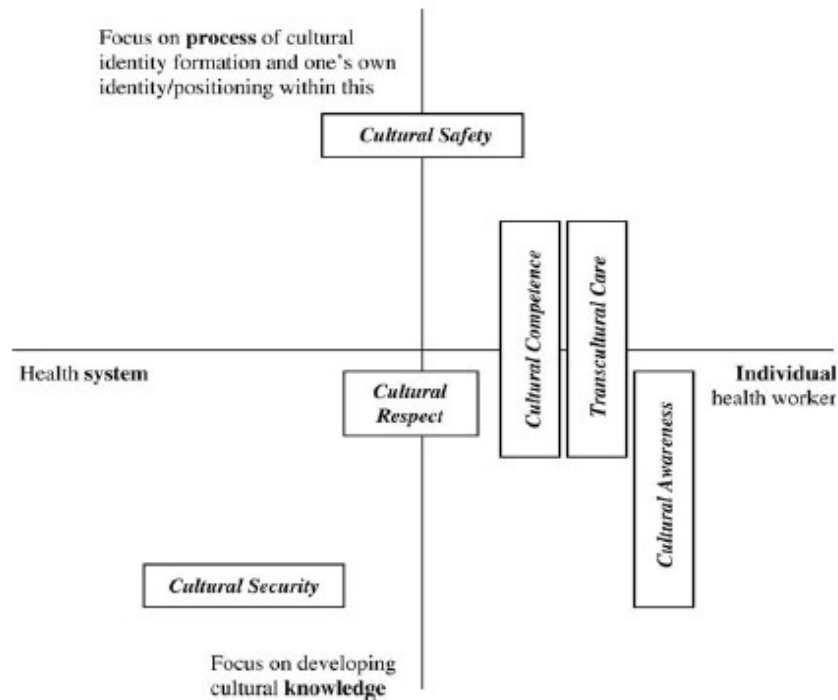 Focus on process of cultural
identity formation and one's own
identity/positioning within this
Cultural Safety
Cultural Competence
Transcultural Care
Health system
Individual
health worker
Cultural
Respect
Cultural Awareness
Cultural Security
Focus on developing
cultural knowledge